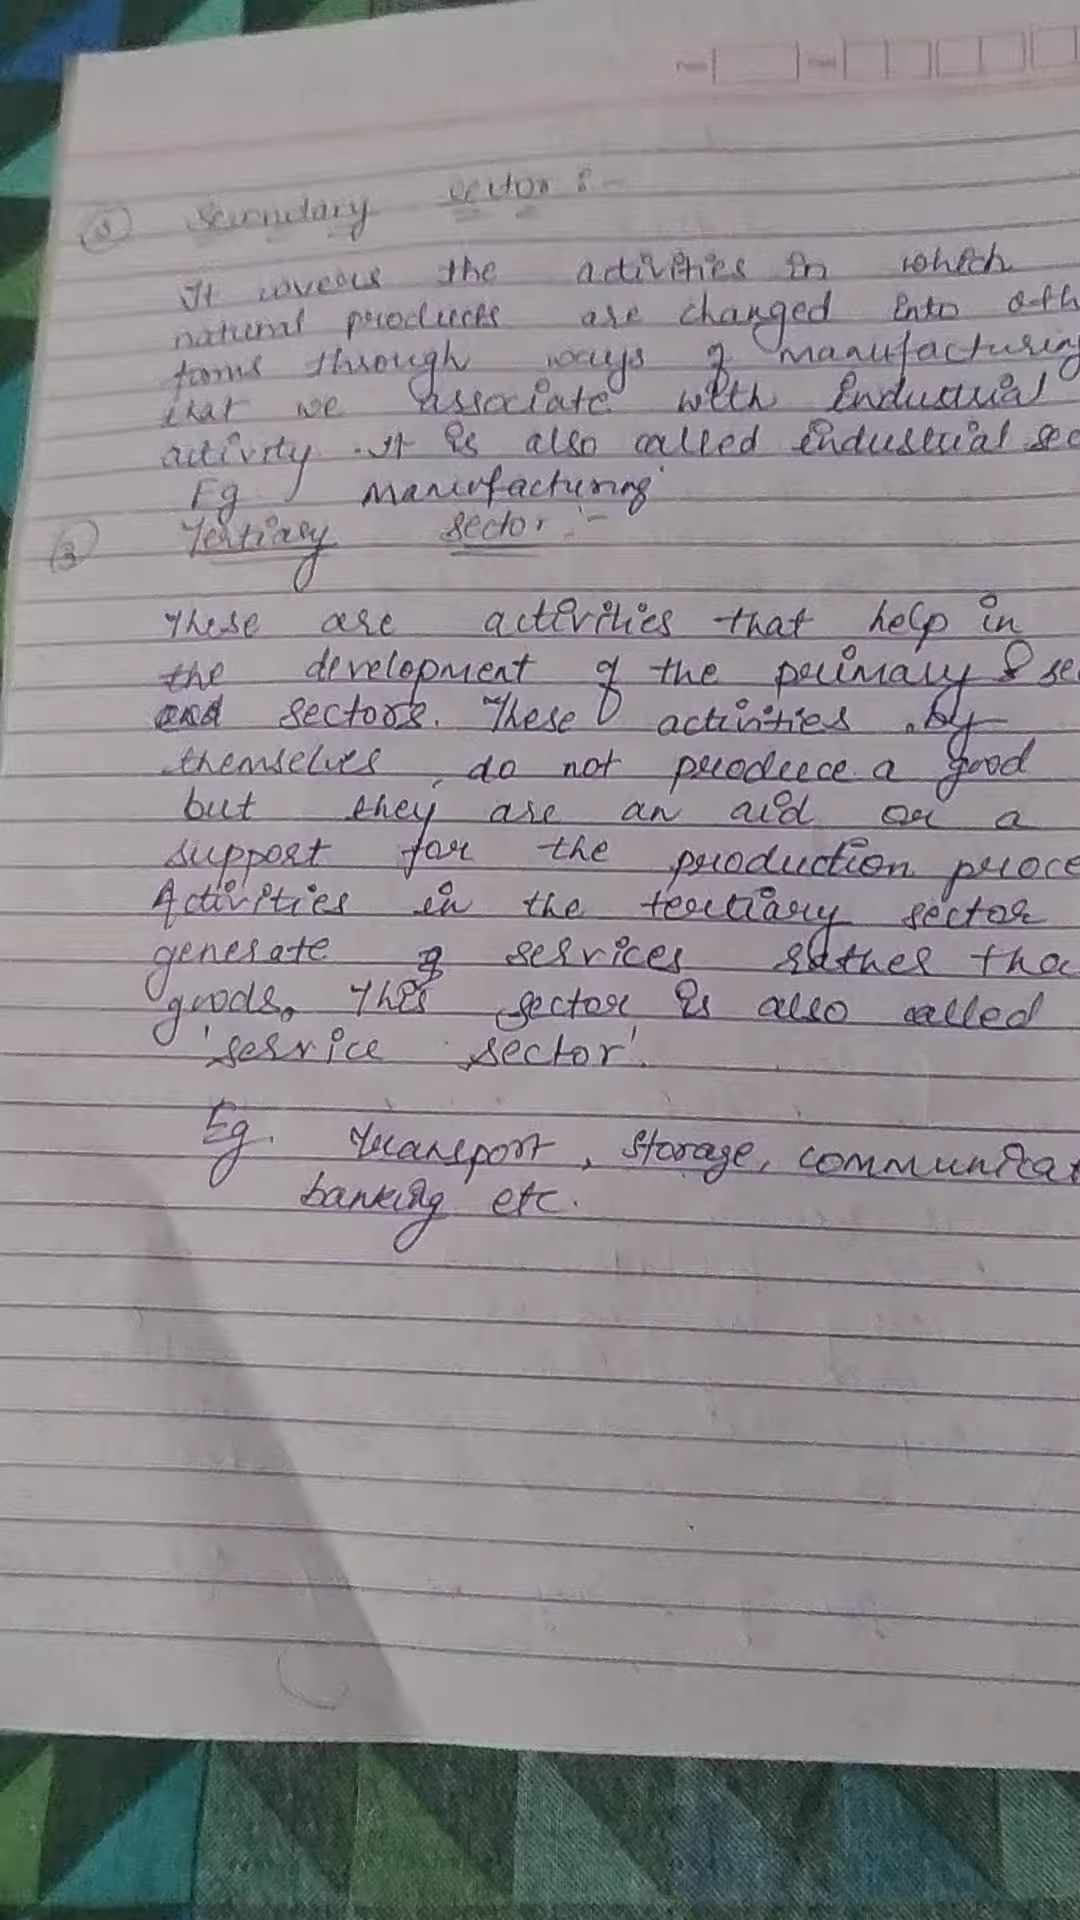 ② Secondary sector :-
It covers the activities in which
natural products are changed into oth
forms through ways of manufacturing
that we associate with industrial
activity. It is also called industrial sec
Eg Manufacturing
③ Tertiary sector :-
These are activities that help in
the development of the primary & se
sectors. These activities, by
themselves, do not produce a good
but they are an aid or a
support for the production proce
Activities in the tertiary sector
generate services rather tha
goods. This sector is also called
'service sector'.
Eg. Transport, storage, communicat
banking etc.